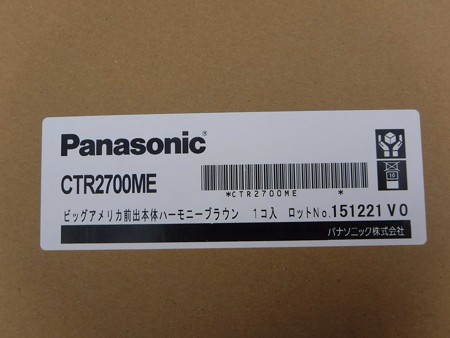 Panasonic®
CTR2700ME
*CTR2700ME *
ビッグアメリカ前出本体ハーモニーブラウン 1コ入 ロットNo.151221 V0
パナソニック株式会社
10